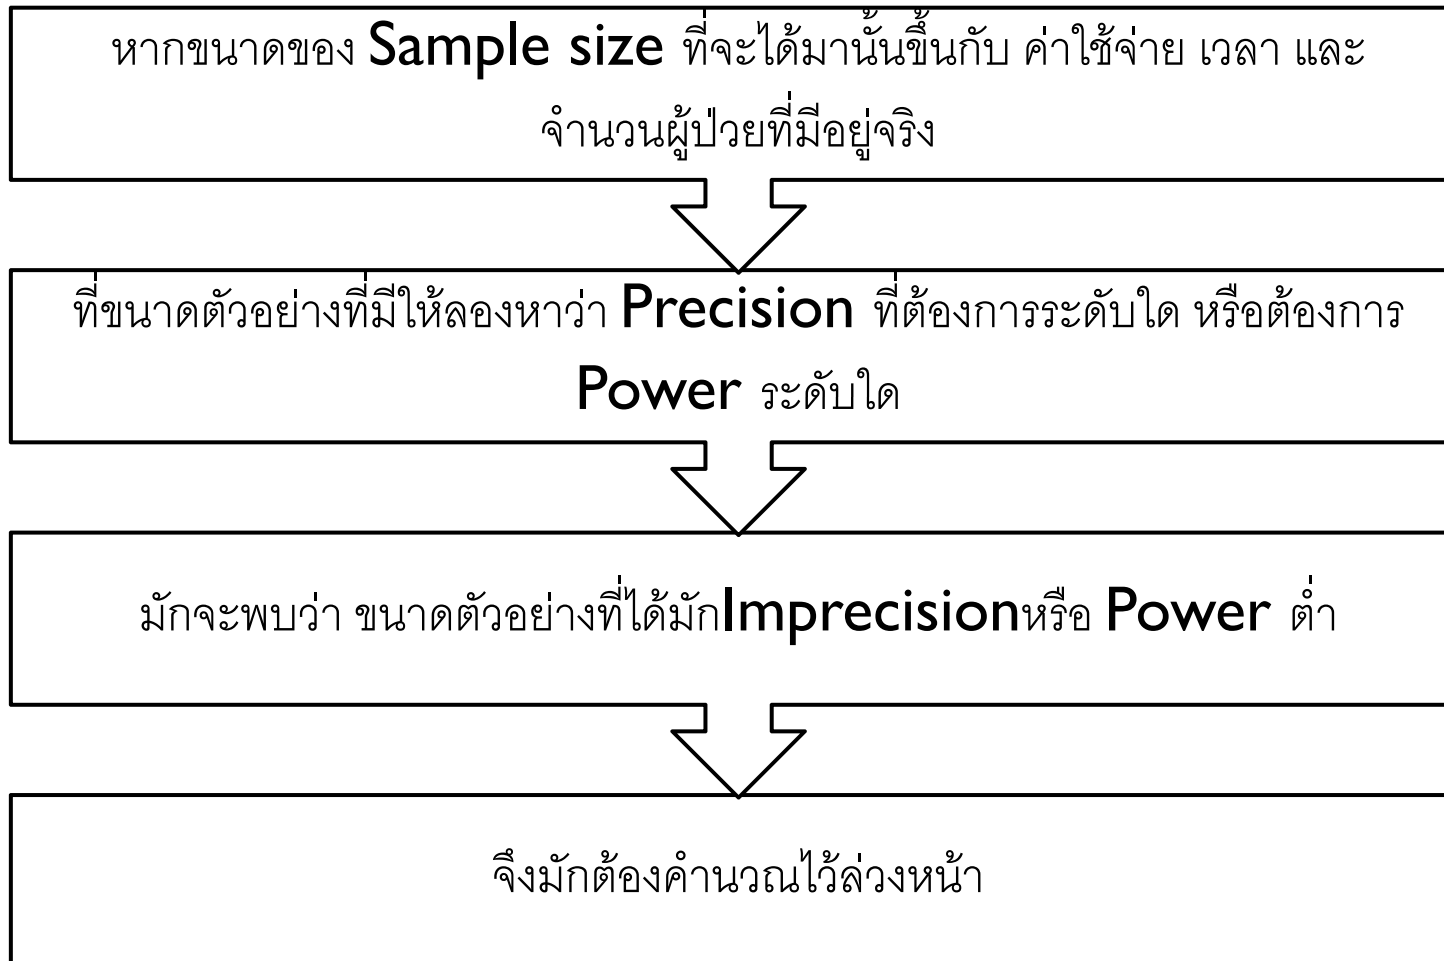 หากขนาดของ Sample size ที่จะได้มานั้นขึ้นกับ ค่าใช้จ่าย เวลา และ
จำนวนผู้ป่วยที่มีอยู่จริง
ที่ขนาดตัวอย่างที่มีให้ลองหาว่า Precision ที่ต้องการระดับใด หรือต้องการ
Power ระดับใด
มักจะพบว่า ขนาดตัวอย่างที่ได้มักImprecisionหรือ Power ต่ำ
จึงมักต้องคำนวณไว้ล่วงหน้า